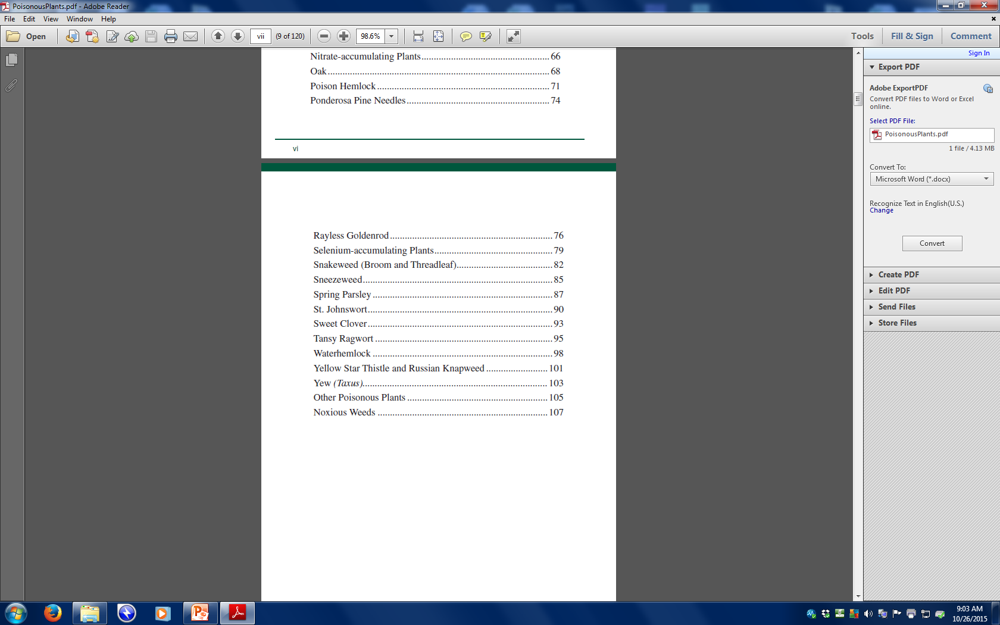 PoisonousPlants.pdf - Adobe Reader
File Edit View Window Help
Open vii (9 of 120) 98.6% Tools Fill & Sign Comment
Sign In
Export PDF
Adobe ExportPDF
Convert PDF files to Word or Excel
online.
Select PDF File:
PoisonousPlants.pdf
1 file / 4.13 MB
Convert To:
Microsoft Word (*.docx)
Recognize Text in English(U.S.)
Change
Convert
Create PDF
Edit PDF
Send Files
Store Files
Nitrate-accumulating Plants....................................................66
Oak..........................................................................................68
Poison Hemlock......................................................................71
Ponderosa Pine Needles..........................................................74
vi
Rayless Goldenrod..................................................................76
Selenium-accumulating Plants................................................79
Snakeweed (Broom and Threadleaf).......................................82
Sneezeweed.............................................................................85
Spring Parsley.........................................................................87
St. Johnswort...........................................................................90
Sweet Clover...........................................................................93
Tansy Ragwort........................................................................95
Waterhemlock.........................................................................98
Yellow Star Thistle and Russian Knapweed.........................101
Yew (Taxus)...........................................................................103
Other Poisonous Plants.........................................................105
Noxious Weeds.....................................................................107
9:03 AM
10/26/2015